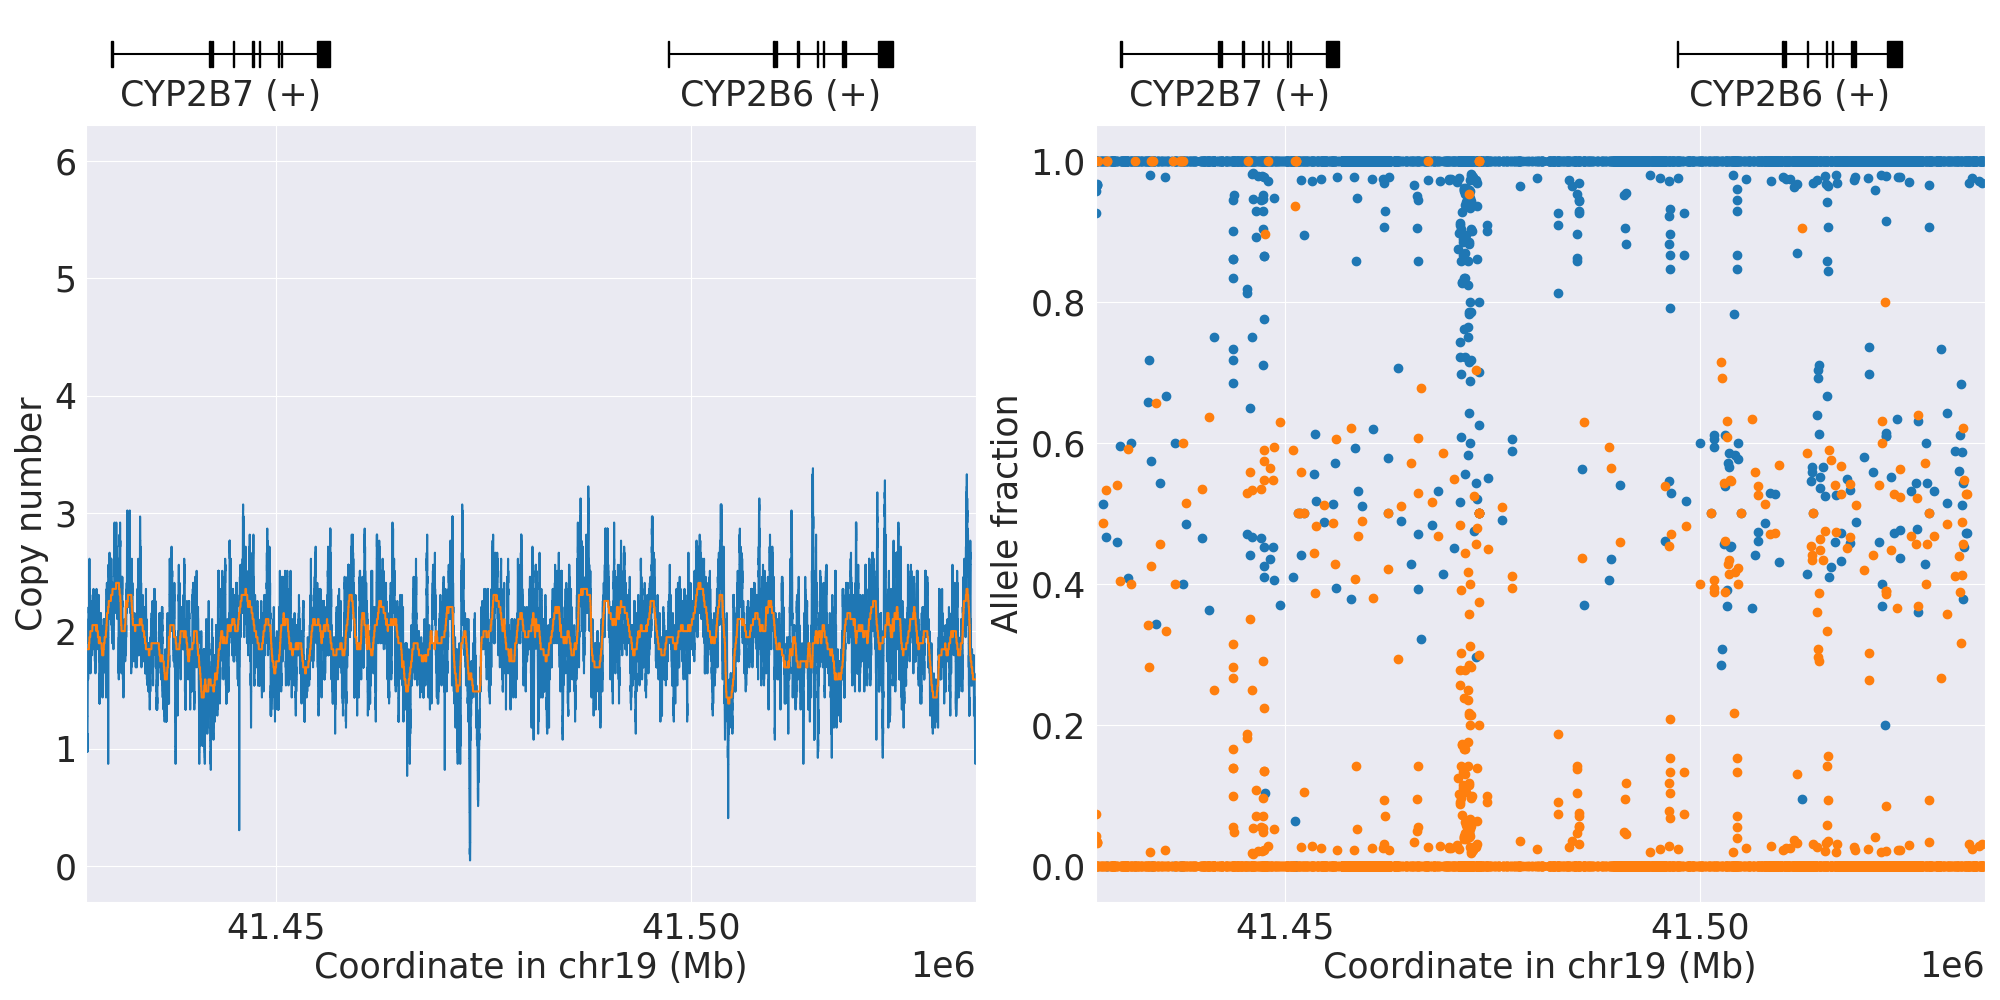 CYP2B7 (+)
CYP2B6 (+)
6
5
4
3
2
1
0
Copy number
41.45
41.50
Coordinate in chr19 (Mb)
1e6
CYP2B7 (+)
CYP2B6 (+)
1.0
0.8
0.6
0.4
0.2
0.0
Allele fraction
41.45
41.50
Coordinate in chr19 (Mb)
1e6